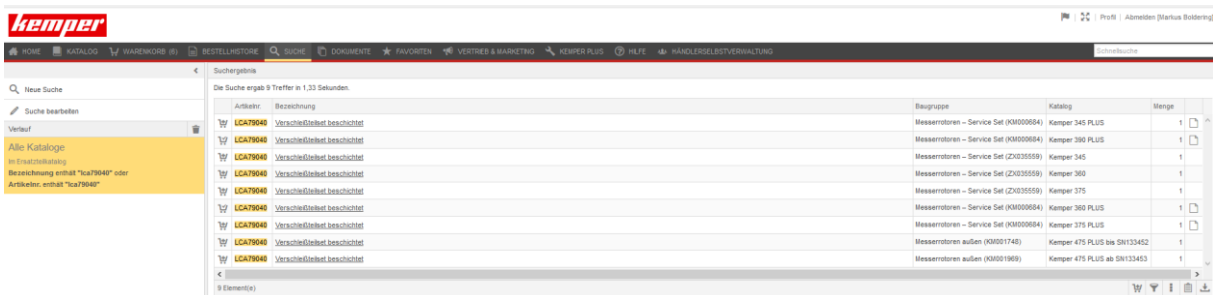 kemper
Profil | Abmelden [Markus Boldering]
HOME KATALOG WARENKORB (6) BESTELLHISTORIE SUCHE DOKUMENTE FAVORITEN VERTRIEB & MARKETING KEMPER PLUS HILFE HÄNDLERSELBSTVERWALTUNG Schnellsuche
Suchergebnis
Neue Suche
Suche bearbeiten
Verlauf
Alle Kataloge
Im Ersatzteilkatalog
Bezeichnung enthält "lca79040" oder
Artikelnr. enthält "lca79040"
Die Suche ergab 9 Treffer in 1,33 Sekunden.
Artikelnr. Bezeichnung Baugruppe Katalog Menge
LCA79040 Verschleißteilset beschichtet Messerrotoren – Service Set (KM000684) Kemper 345 PLUS 1
LCA79040 Verschleißteilset beschichtet Messerrotoren – Service Set (KM000684) Kemper 390 PLUS 1
LCA79040 Verschleißteilset beschichtet Messerrotoren – Service Set (ZX035559) Kemper 345 1
LCA79040 Verschleißteilset beschichtet Messerrotoren – Service Set (ZX035559) Kemper 360 1
LCA79040 Verschleißteilset beschichtet Messerrotoren – Service Set (ZX035559) Kemper 375 1
LCA79040 Verschleißteilset beschichtet Messerrotoren – Service Set (KM000684) Kemper 360 PLUS 1
LCA79040 Verschleißteilset beschichtet Messerrotoren – Service Set (KM000684) Kemper 375 PLUS 1
LCA79040 Verschleißteilset beschichtet Messerrotoren außen (KM001748) Kemper 475 PLUS bis SN133452 1
LCA79040 Verschleißteilset beschichtet Messerrotoren außen (KM001969) Kemper 475 PLUS ab SN133453 1
9 Element(e)